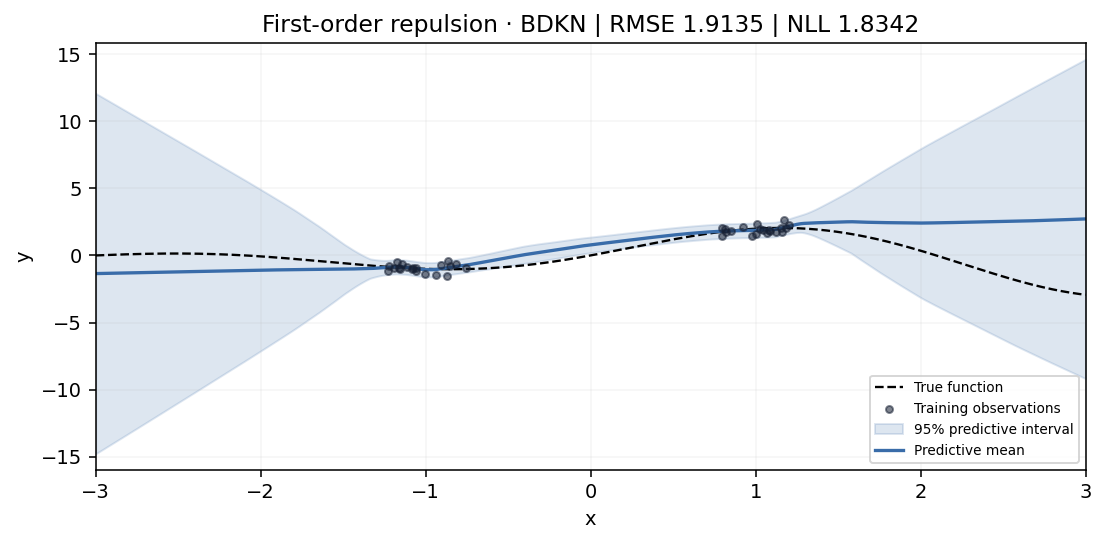 First-order repulsion · BDKN | RMSE 1.9135 | NLL 1.8342
15
10
5
0
−5
−10
−15
y
−3
−2
−1
0
1
2
3
x
True function
Training observations
95% predictive interval
Predictive mean